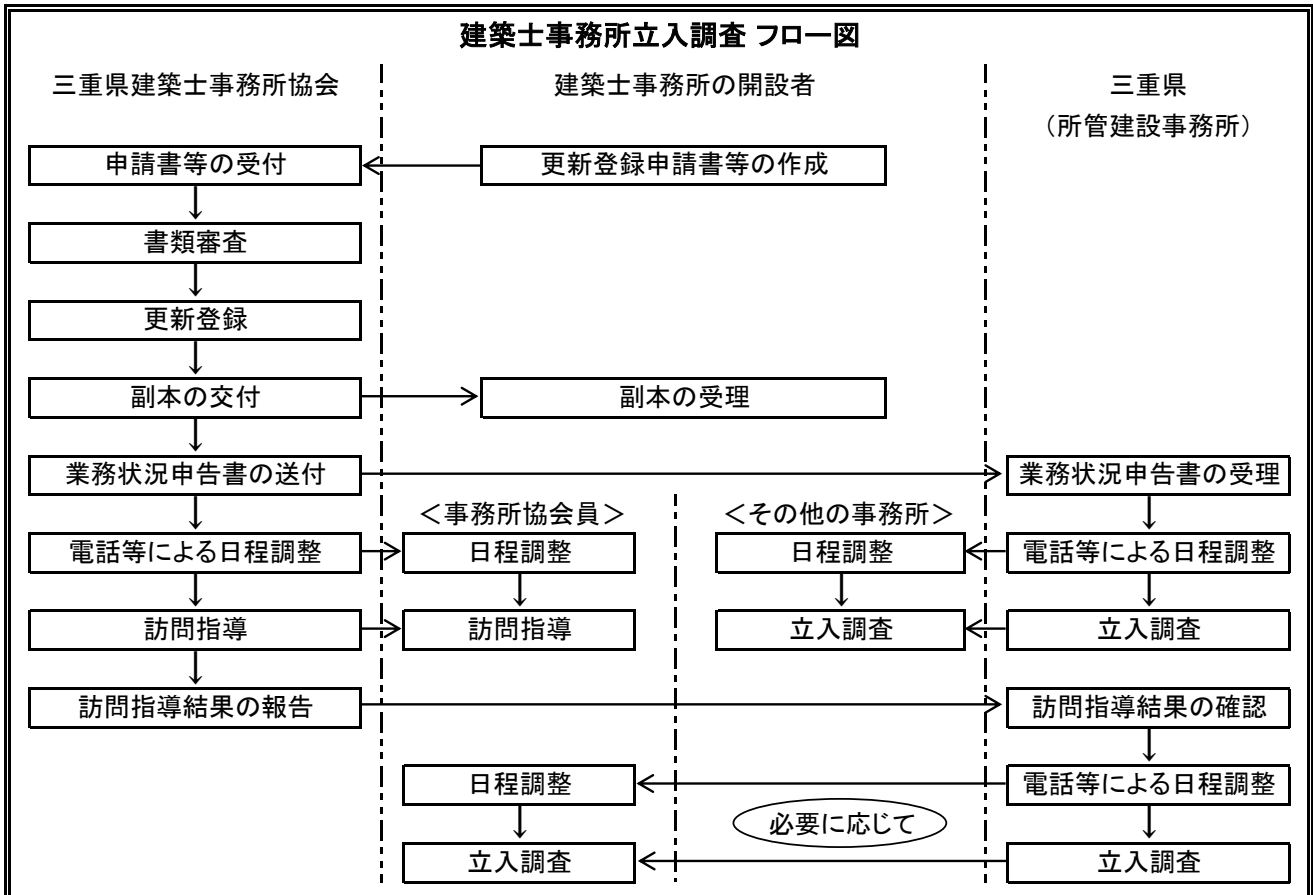 建築士事務所立入調査 フロー図
三重県建築士事務所協会
建築士事務所の開設者
三重県
（所管建設事務所）
申請書等の受付
更新登録申請書等の作成
書類審査
更新登録
副本の交付
副本の受理
業務状況申告書の送付
業務状況申告書の受理
＜事務所協会員＞
＜その他の事務所＞
電話等による日程調整
日程調整
日程調整
電話等による日程調整
訪問指導
訪問指導
立入調査
立入調査
訪問指導結果の報告
訪問指導結果の確認
日程調整
電話等による日程調整
必要に応じて
立入調査
立入調査